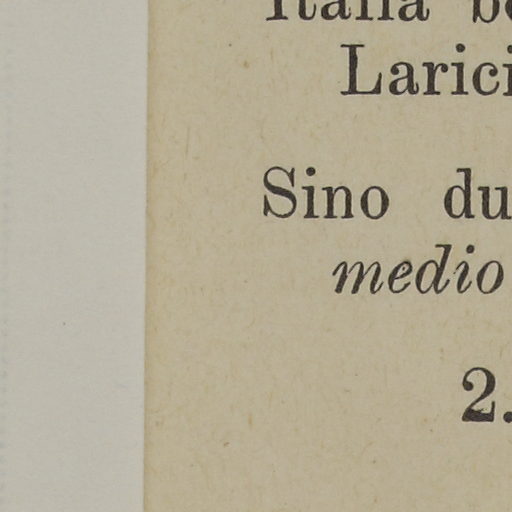 Italia
Larici
Sino du
medio
2.